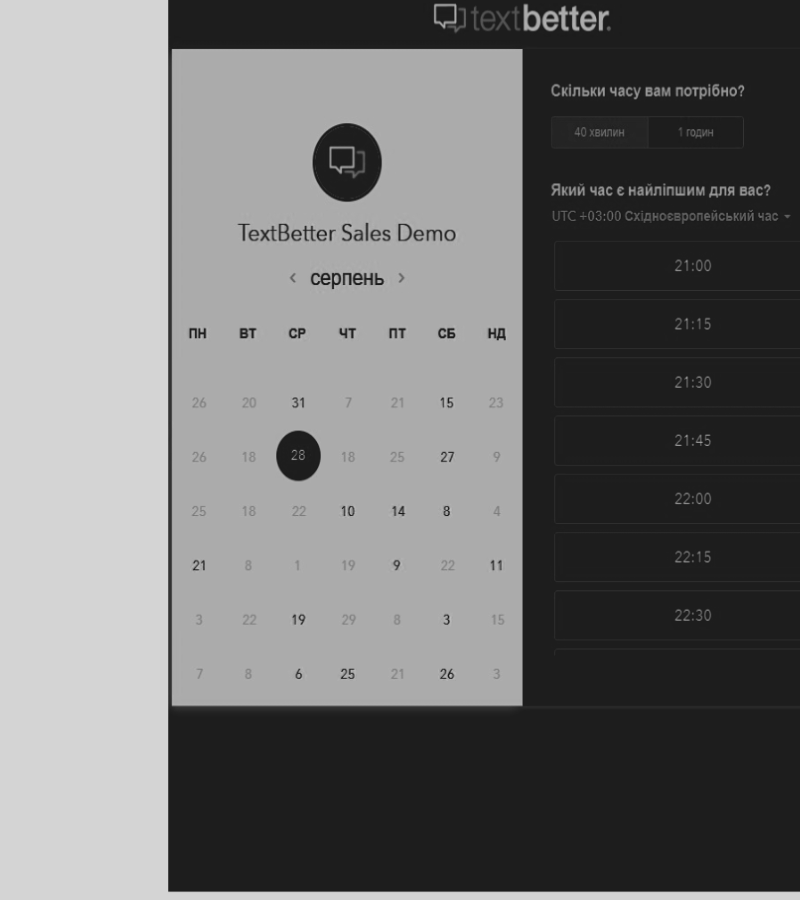 textbetter.
TextBetter Sales Demo
‹ серпень ›
ПН ВТ СР ЧТ ПТ СБ НД
26 20 31 7 21 15 23
26 18 28 18 25 27 9
25 18 22 10 14 8 4
21 8 1 19 9 22 11
3 22 19 29 8 3 15
7 8 6 25 21 26 3
Скільки часу вам потрібно?
40 хвилин 1 годин
Який час є найліпшим для вас?
UTC +03:00 Східноєвропейський час
21:00
21:15
21:30
21:45
22:00
22:15
22:30